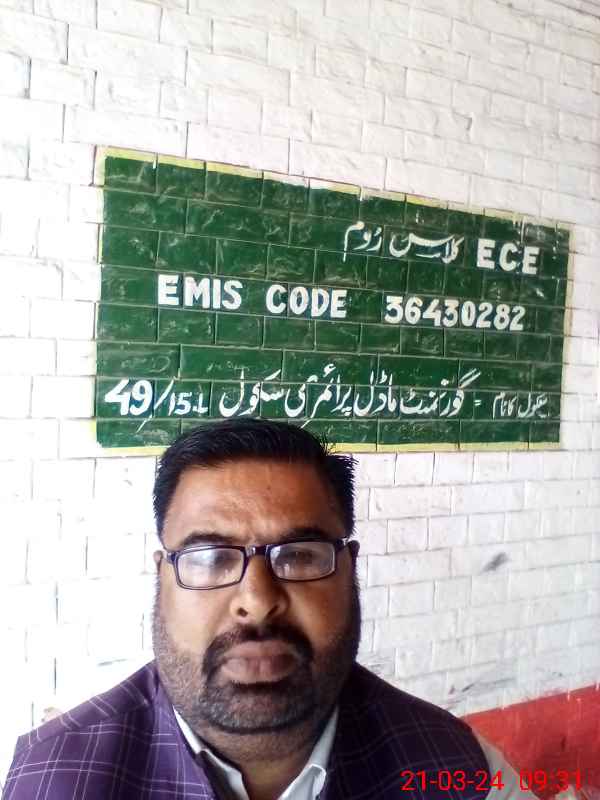 ECE کلاس رُوم
EMIS CODE 36430282
سکول کا نام = گورنمنٹ ماڈل پرائمری سکول 49/15.L
21-03-24 09:31